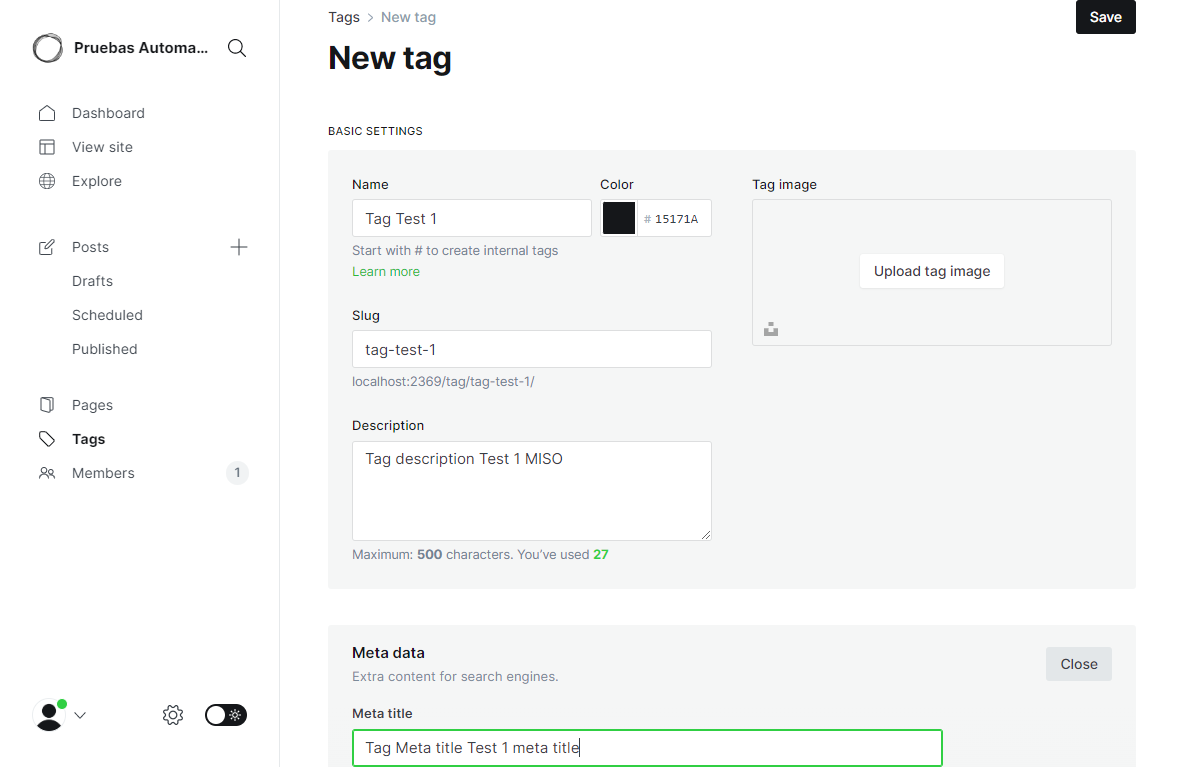 Pruebas Automa...
Dashboard
View site
Explore
Posts
Drafts
Scheduled
Published
Pages
Tags
Members 1
Tags > New tag
Save
New tag
BASIC SETTINGS
Name
Tag Test 1
Start with # to create internal tags
Learn more
Color
# 15171A
Tag image
Upload tag image
Slug
tag-test-1
localhost:2369/tag/tag-test-1/
Description
Tag description Test 1 MISO
Maximum: 500 characters. You’ve used 27
Meta data
Extra content for search engines.
Close
Meta title
Tag Meta title Test 1 meta title